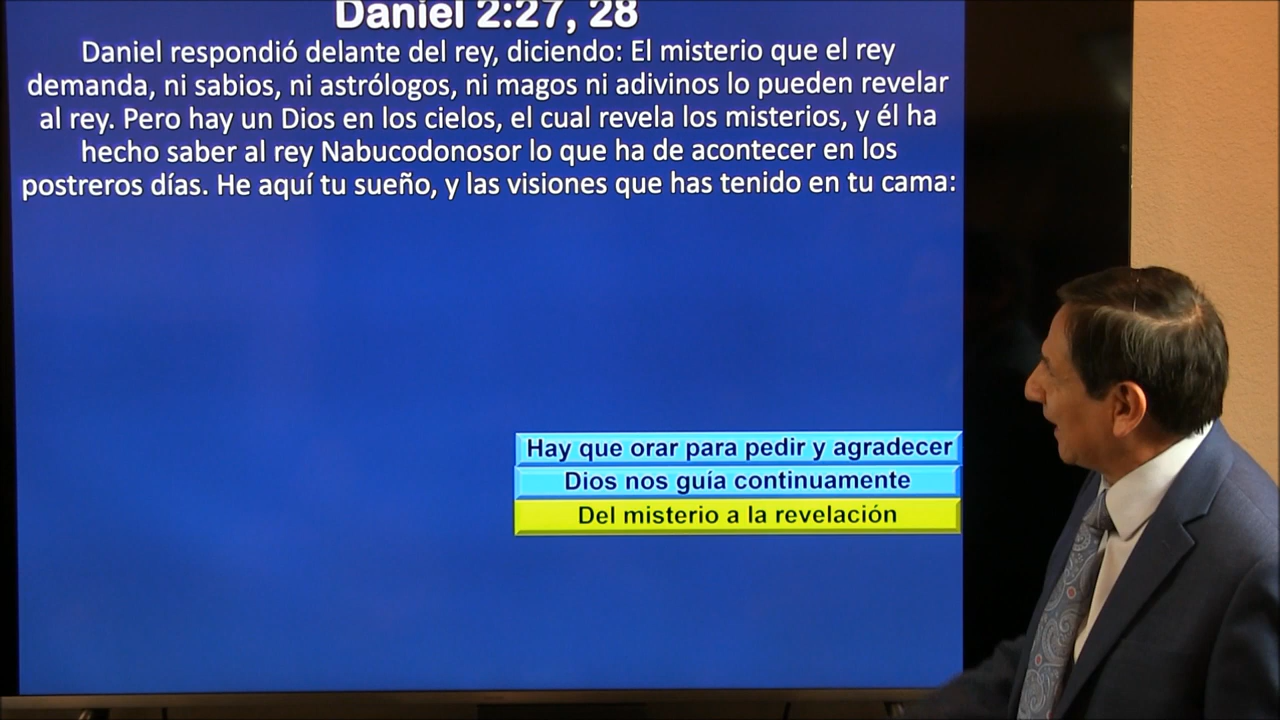 Daniel 2:27, 28
Daniel respondió delante del rey, diciendo: El misterio que el rey
demanda, ni sabios, ni astrólogos, ni magos ni adivinos lo pueden revelar
al rey. Pero hay un Dios en los cielos, el cual revela los misterios, y él ha
hecho saber al rey Nabucodonosor lo que ha de acontecer en los
postreros días. He aquí tu sueño, y las visiones que has tenido en tu cama:
Hay que orar para pedir y agradecer
Dios nos guía continuamente
Del misterio a la revelación